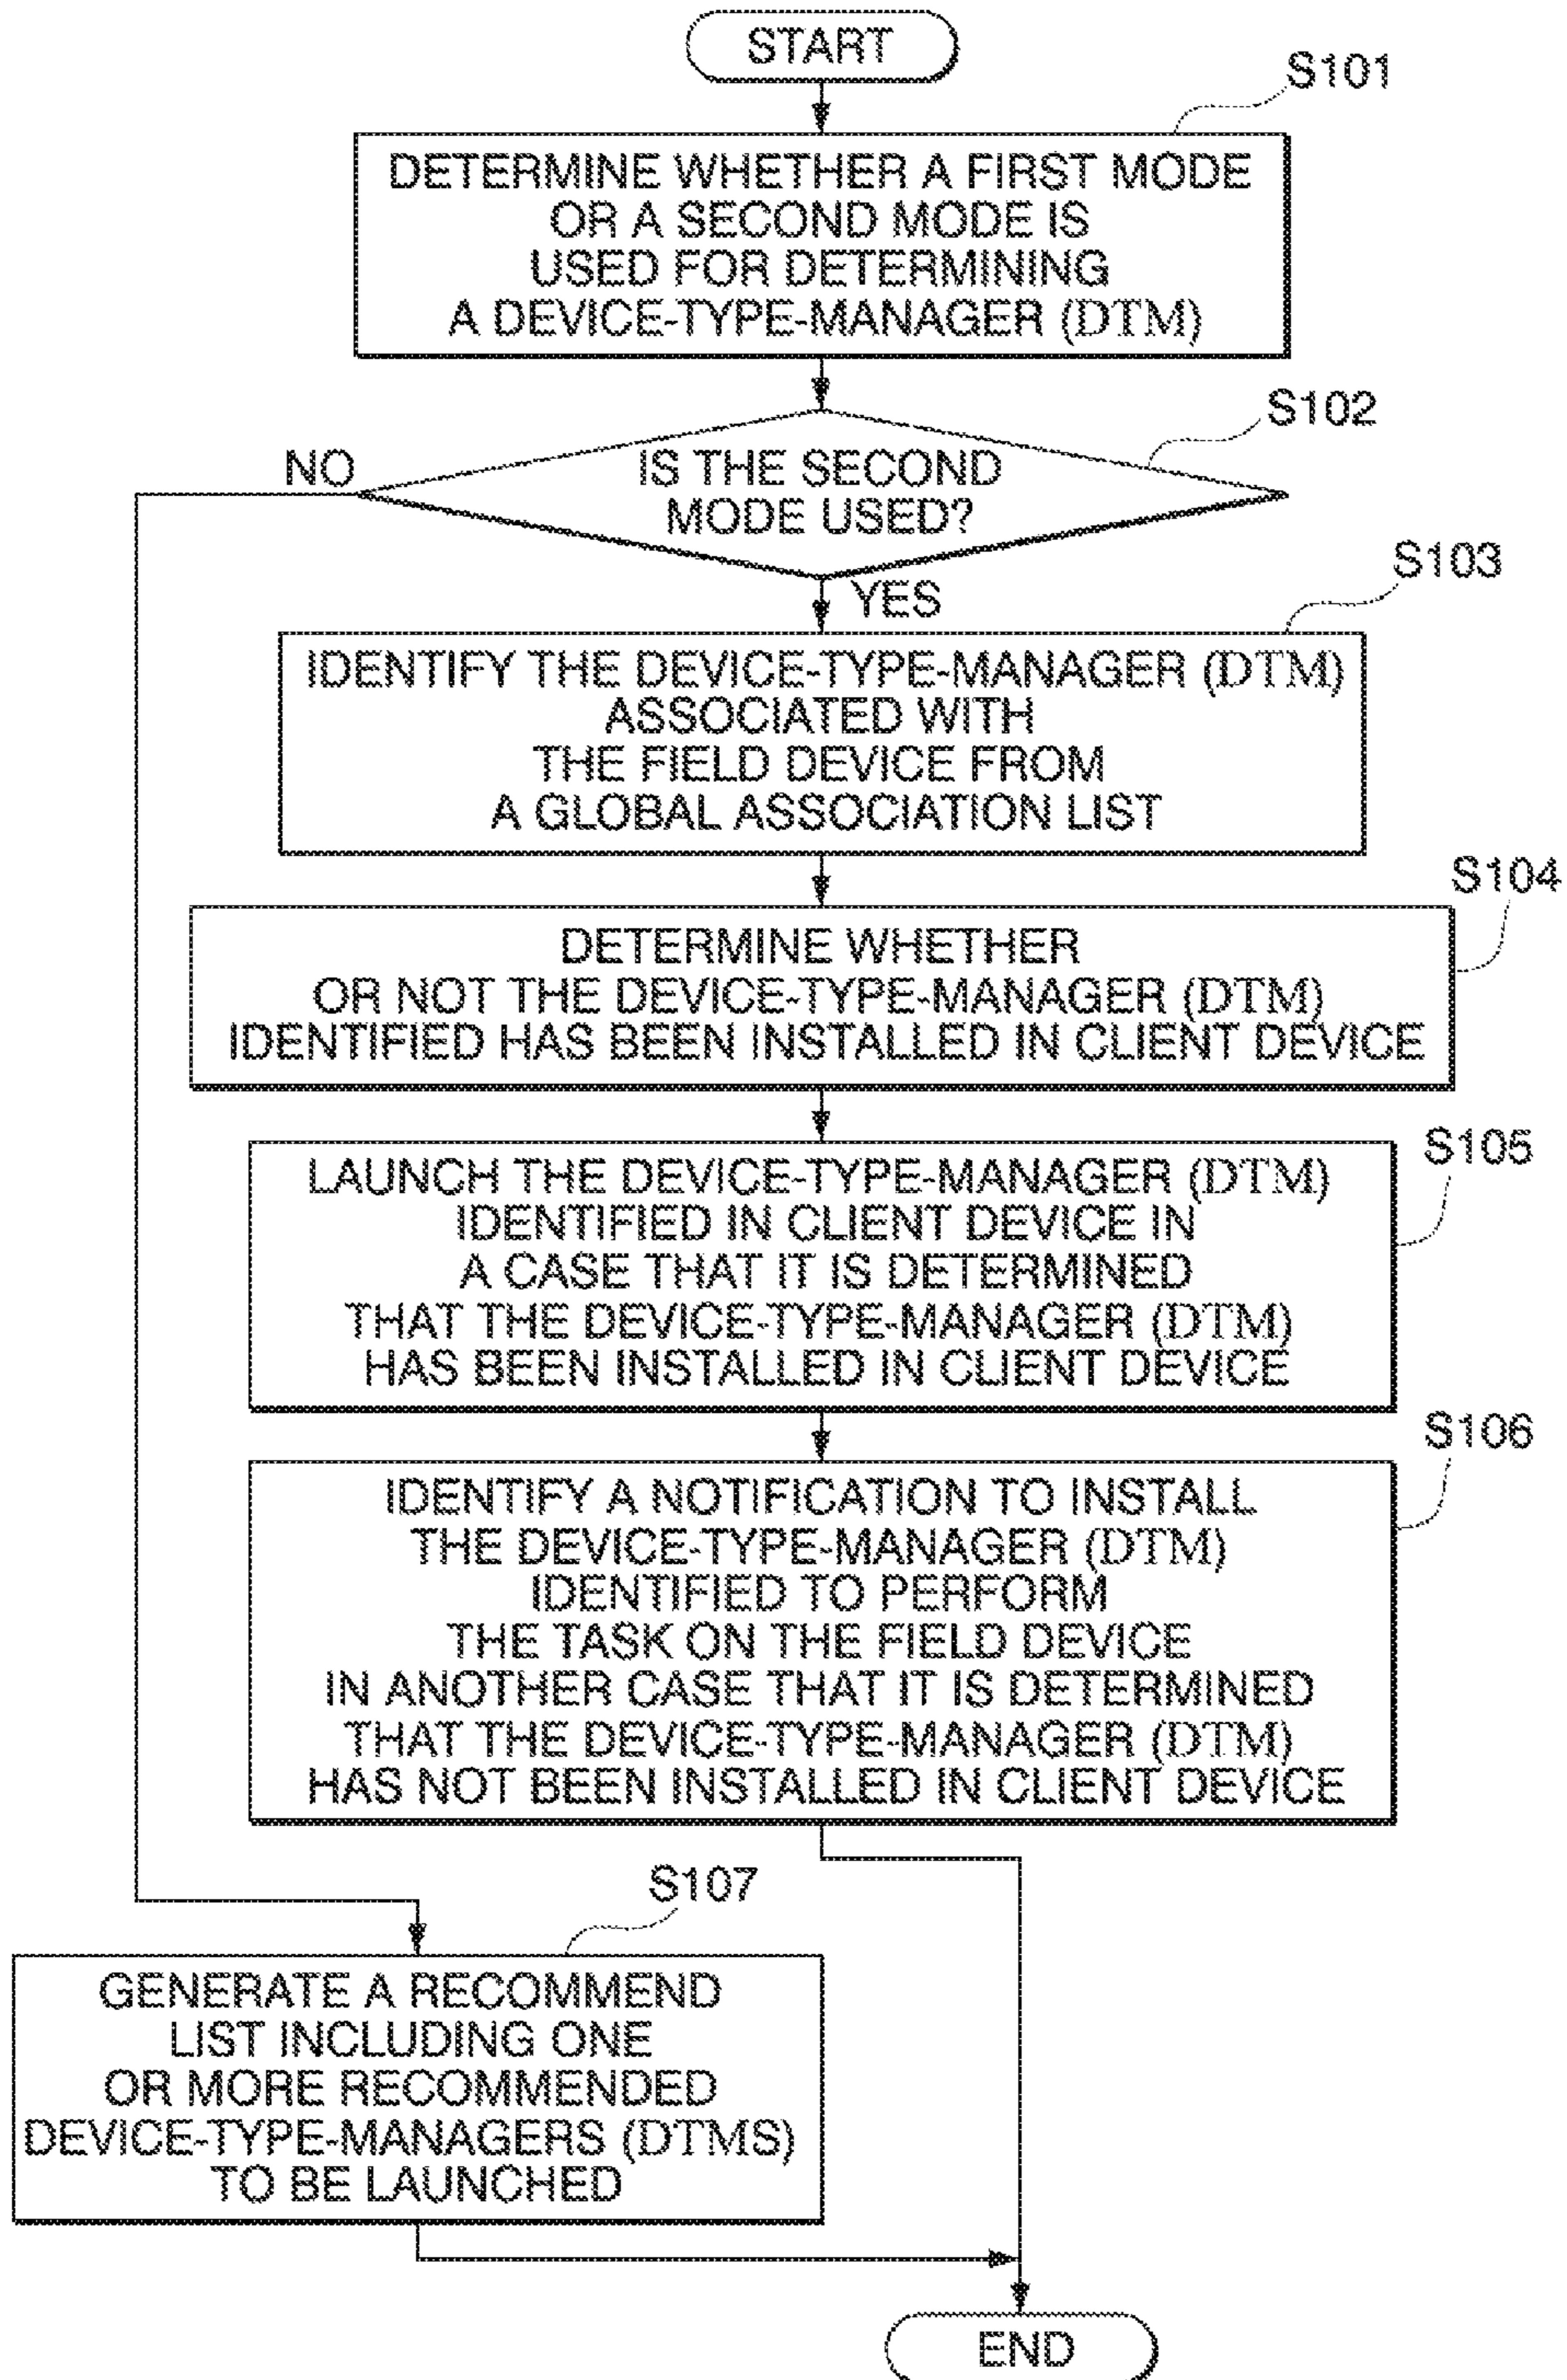 START
S101
DETERMINE WHETHER A FIRST MODE
OR A SECOND MODE IS
USED FOR DETERMINING
A DEVICE-TYPE-MANAGER (DTM)
S102
NO
IS THE SECOND
MODE USED?
YES
S103
IDENTIFY THE DEVICE-TYPE-MANAGER (DTM)
ASSOCIATED WITH
THE FIELD DEVICE FROM
A GLOBAL ASSOCIATION LIST
S104
DETERMINE WHETHER
OR NOT THE DEVICE-TYPE-MANAGER (DTM)
IDENTIFIED HAS BEEN INSTALLED IN CLIENT DEVICE
S105
LAUNCH THE DEVICE-TYPE-MANAGER (DTM)
IDENTIFIED IN CLIENT DEVICE IN
A CASE THAT IT IS DETERMINED
THAT THE DEVICE-TYPE-MANAGER (DTM)
HAS BEEN INSTALLED IN CLIENT DEVICE
S106
IDENTIFY A NOTIFICATION TO INSTALL
THE DEVICE-TYPE-MANAGER (DTM)
IDENTIFIED TO PERFORM
THE TASK ON THE FIELD DEVICE
IN ANOTHER CASE THAT IT IS DETERMINED
THAT THE DEVICE-TYPE-MANAGER (DTM)
HAS NOT BEEN INSTALLED IN CLIENT DEVICE
S107
GENERATE A RECOMMEND
LIST INCLUDING ONE
OR MORE RECOMMENDED
DEVICE-TYPE-MANAGERS (DTMS)
TO BE LAUNCHED
END